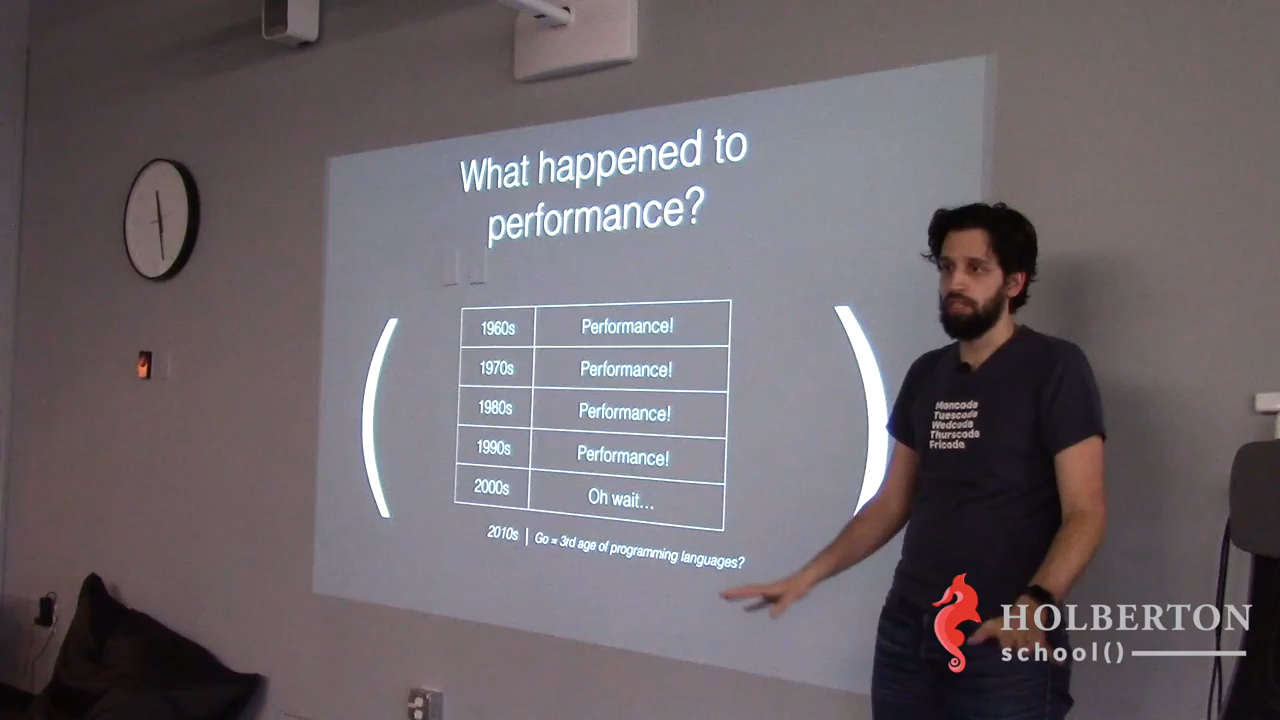 What happened to
performance?
1960s Performance!
1970s Performance!
1980s Performance!
1990s Performance!
2000s Oh wait...
2010s | Go = 3rd age of programming languages?
Moncode
Tuescode
Wedcode
Thurscode
Fricode
HOLBERTON
school()